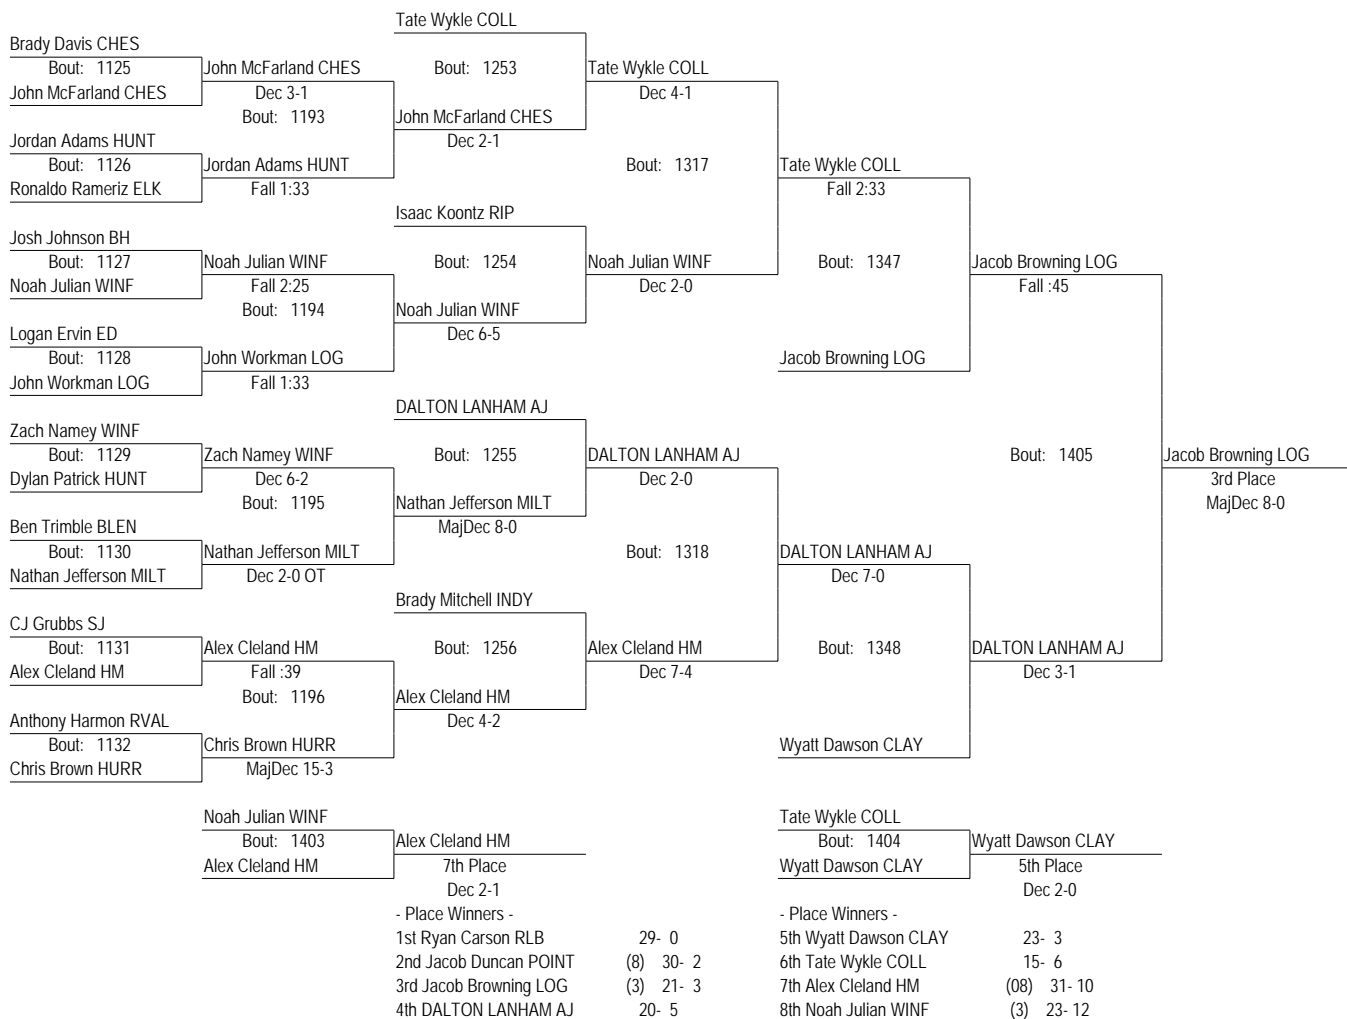 Tate Wykle COLL
Brady Davis CHES
Bout: 1125
John McFarland CHES
Bout: 1253
Tate Wykle COLL
John McFarland CHES
Dec 3-1
Dec 4-1
Bout: 1193
John McFarland CHES
Jordan Adams HUNT
Dec 2-1
Bout: 1126
Jordan Adams HUNT
Bout: 1317
Tate Wykle COLL
Ronaldo Rameriz ELK
Fall 1:33
Fall 2:33
Isaac Koontz RIP
Josh Johnson BH
Bout: 1127
Noah Julian WINF
Bout: 1254
Noah Julian WINF
Bout: 1347
Jacob Browning LOG
Noah Julian WINF
Fall 2:25
Dec 2-0
Fall :45
Bout: 1194
Noah Julian WINF
Logan Ervin ED
Dec 6-5
Bout: 1128
John Workman LOG
Jacob Browning LOG
John Workman LOG
Fall 1:33
DALTON LANHAM AJ
Zach Namey WINF
Bout: 1129
Zach Namey WINF
Bout: 1255
DALTON LANHAM AJ
Bout: 1405
Jacob Browning LOG
Dylan Patrick HUNT
Dec 6-2
Dec 2-0
3rd Place
Bout: 1195
Nathan Jefferson MILT
MajDec 8-0
Ben Trimble BLEN
MajDec 8-0
Bout: 1130
Nathan Jefferson MILT
Bout: 1318
DALTON LANHAM AJ
Nathan Jefferson MILT
Dec 2-0 OT
Dec 7-0
Brady Mitchell INDY
CJ Grubbs SJ
Bout: 1131
Alex Cleland HM
Bout: 1256
Alex Cleland HM
Bout: 1348
DALTON LANHAM AJ
Alex Cleland HM
Fall :39
Dec 7-4
Dec 3-1
Bout: 1196
Alex Cleland HM
Anthony Harmon RVAL
Dec 4-2
Bout: 1132
Chris Brown HURR
Wyatt Dawson CLAY
Chris Brown HURR
MajDec 15-3
Noah Julian WINF
Bout: 1403
Alex Cleland HM
Alex Cleland HM
7th Place
Dec 2-1
Tate Wykle COLL
Bout: 1404
Wyatt Dawson CLAY
Wyatt Dawson CLAY
5th Place
Dec 2-0
- Place Winners -
1st Ryan Carson RLB 29- 0
2nd Jacob Duncan POINT (8) 30- 2
3rd Jacob Browning LOG (3) 21- 3
4th DALTON LANHAM AJ 20- 5
- Place Winners -
5th Wyatt Dawson CLAY 23- 3
6th Tate Wykle COLL 15- 6
7th Alex Cleland HM (08) 31- 10
8th Noah Julian WINF (3) 23- 12